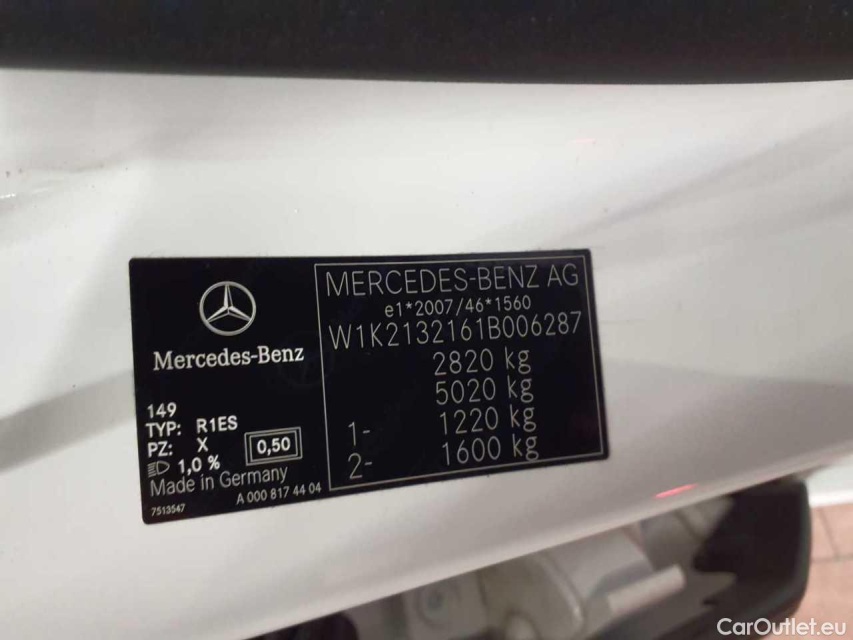 Mercedes-Benz
149
TYP: R1ES
PZ: X
0,50
1,0 %
Made in Germany
A 000 817 44 04
7513547
MERCEDES-BENZ AG
e1*2007/46*1560
W1K2132161B006287
2820 kg
5020 kg
1- 1220 kg
2- 1600 kg
CarOutlet.eu